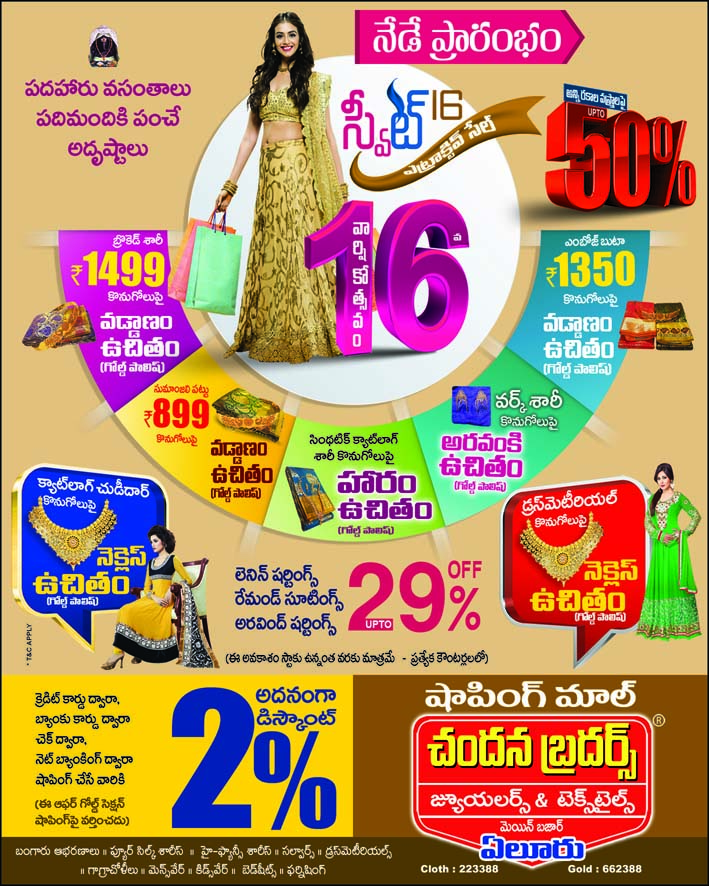 నేడే ప్రారంభం
పదహారు వసంతాలు
పదిమందికి పంచే
అదృష్టాలు
స్వీట్ 16
ఎట్రాక్టివ్ సేల్
అన్ని రకాల వస్త్రాలపై
UPTO
50%
16వ
వార్షికోత్సవం
బ్రొకెడ్ శారీ
₹1499
కొనుగోలుపై
వడ్డాణం
ఉచితం
(గోల్డ్ పాలిష్)
ఎంబోజ్ బుటా
₹1350
కొనుగోలుపై
వడ్డాణం
ఉచితం
(గోల్డ్ పాలిష్)
సుమాంజలి పట్టు
₹899
కొనుగోలుపై
వడ్డాణం
ఉచితం
(గోల్డ్ పాలిష్)
సింథటిక్ క్యాట్‌లాగ్
శారీ కొనుగోలుపై
హారం
ఉచితం
(గోల్డ్ పాలిష్)
వర్క్ శారీ
కొనుగోలుపై
అరవంకి
ఉచితం
(గోల్డ్ పాలిష్)
క్యాట్‌లాగ్ చుడీదార్
కొనుగోలుపై
నెక్లెస్
ఉచితం
(గోల్డ్ పాలిష్)
డ్రస్‌మెటీరియల్
కొనుగోలుపై
నెక్లెస్
ఉచితం
(గోల్డ్ పాలిష్)
లెనిన్ షర్టింగ్స్
రేమండ్ సూటింగ్స్
అరవింద్ షర్టింగ్స్
UPTO
29% OFF
(ఈ అవకాశం స్టాకు ఉన్నంత వరకు మాత్రమే - ప్రత్యేక కౌంటర్లలలో)
* T&C APPLY
క్రెడిట్ కార్డు ద్వారా,
బ్యాంకు కార్డు ద్వారా
చెక్ ద్వారా,
నెట్ బ్యాంకింగ్ ద్వారా
షాపింగ్ చేసే వారికి
(ఈ ఆఫర్ గోల్డ్ సెక్షన్
షాపింగ్‌పై వర్తించదు)
అదనంగా
డిస్కౌంట్
2%
షాపింగ్ మాల్
చందన బ్రదర్స్ ®
జ్యుయలర్స్ & టెక్స్‌టైల్స్
మెయిన్ బజార్
ఏలూరు
Cloth : 223388 Gold : 662388
బంగారు ఆభరణాలు || ప్యూర్ సిల్క్ శారీస్ || హై-ఫ్యాన్సీ శారీస్ || సల్వార్స్ || డ్రస్‌మెటీరియల్స్
|| గాగ్రాచోళీలు || మెన్స్‌వేర్ || కిడ్స్‌వేర్ || బెడ్‌షీట్స్ || ఫర్నిషింగ్